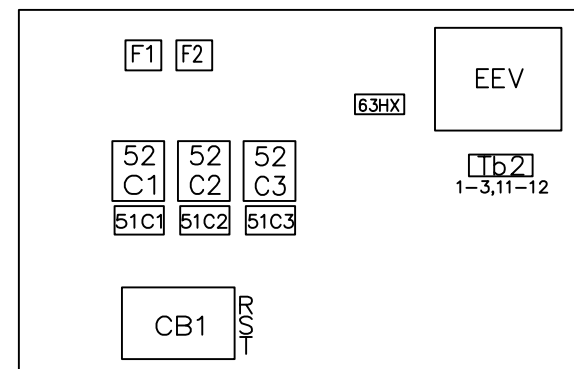 F1 F2
EEV
63HX
52 C1
52 C2
52 C3
Tb2
1-3,11-12
51C1 51C2 51C3
CB1
R
S
T